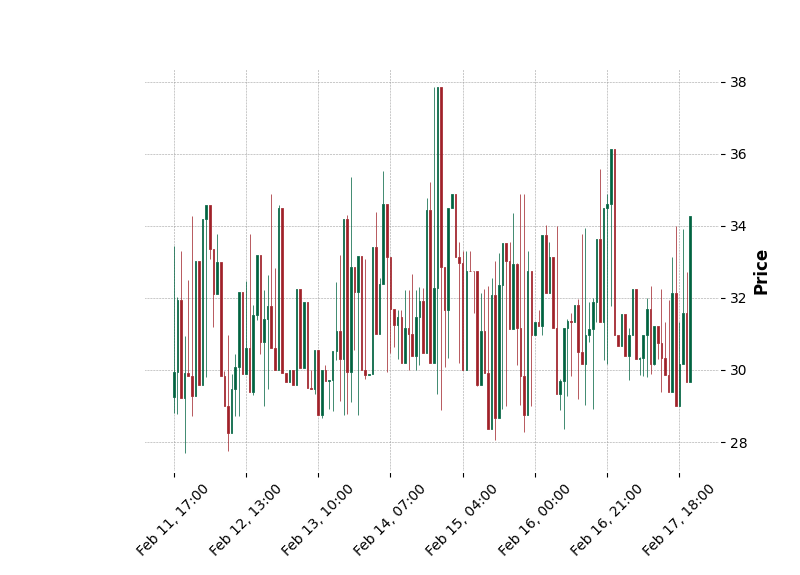 38
36
34
32
30
28
Price
Feb 11, 17:00
Feb 12, 13:00
Feb 13, 10:00
Feb 14, 07:00
Feb 15, 04:00
Feb 16, 00:00
Feb 16, 21:00
Feb 17, 18:00